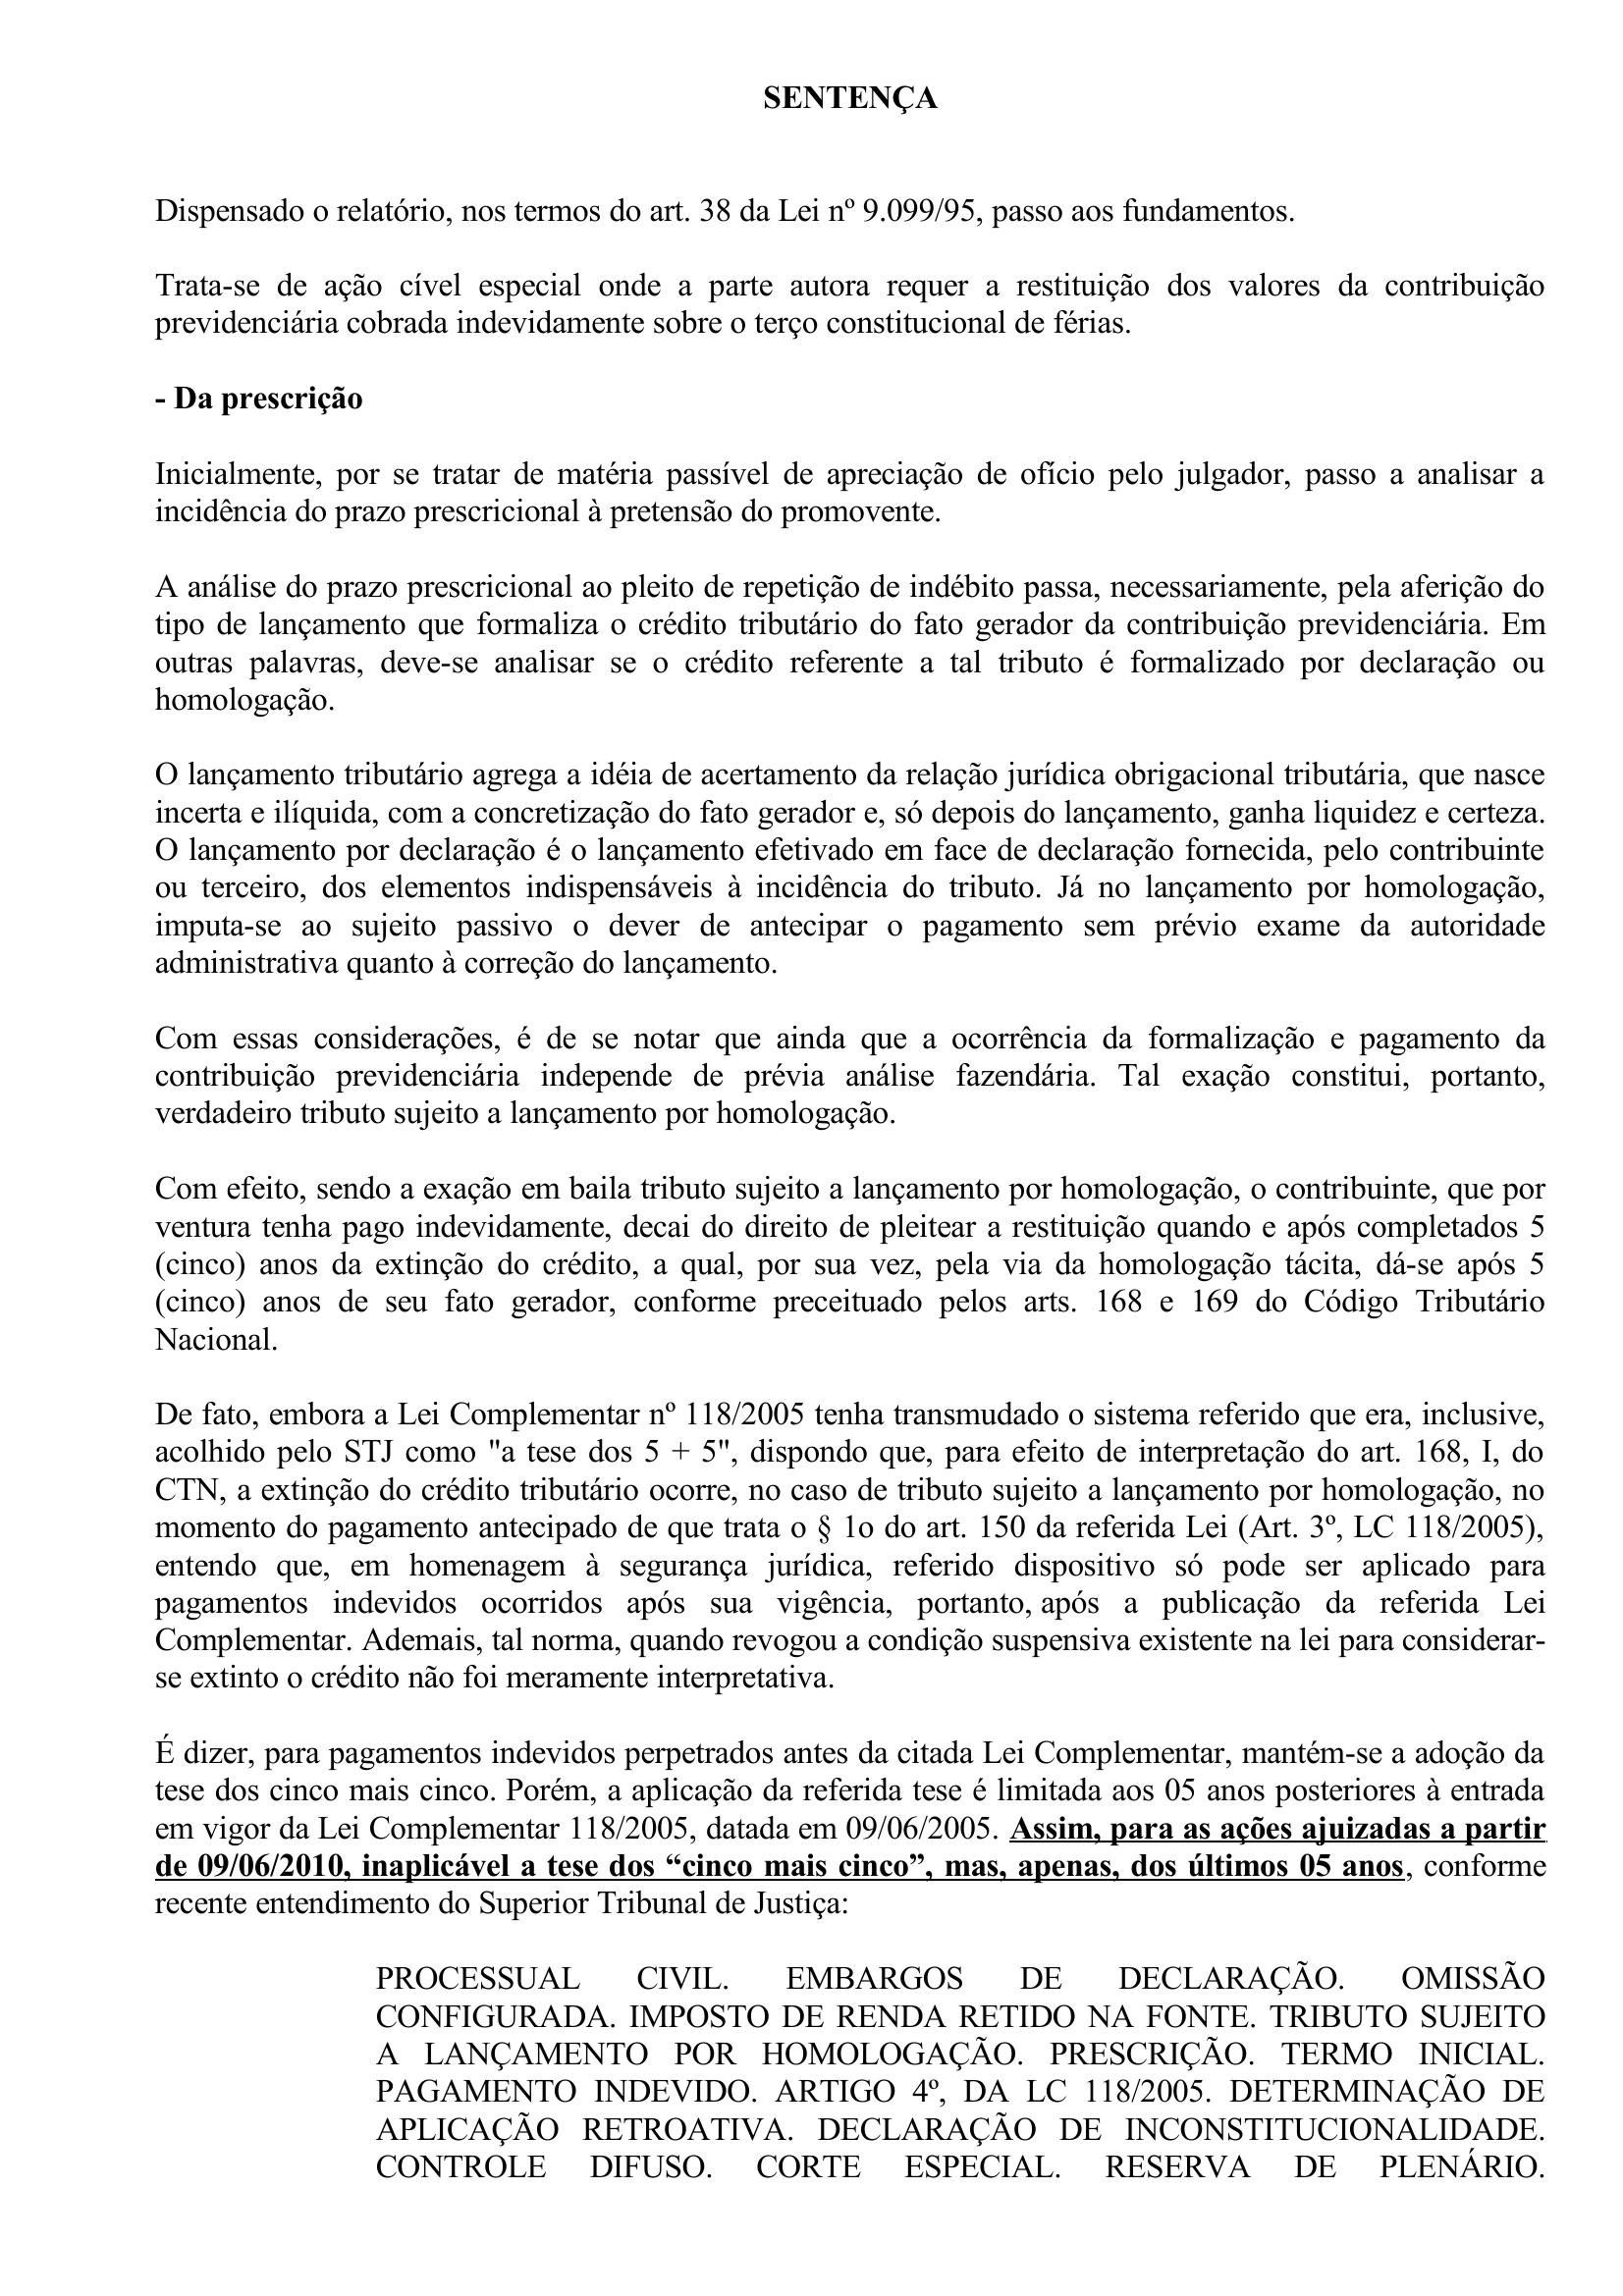 SENTENÇA
Dispensado o relatório, nos termos do art. 38 da Lei nº 9.099/95, passo aos fundamentos.
Trata-se de ação cível especial onde a parte autora requer a restituição dos valores da contribuição
previdenciária cobrada indevidamente sobre o terço constitucional de férias.
- Da prescrição
Inicialmente, por se tratar de matéria passível de apreciação de ofício pelo julgador, passo a analisar a
incidência do prazo prescricional à pretensão do promovente.
A análise do prazo prescricional ao pleito de repetição de indébito passa, necessariamente, pela aferição do
tipo de lançamento que formaliza o crédito tributário do fato gerador da contribuição previdenciária. Em
outras palavras, deve-se analisar se o crédito referente a tal tributo é formalizado por declaração ou
homologação.
O lançamento tributário agrega a idéia de acertamento da relação jurídica obrigacional tributária, que nasce
incerta e ilíquida, com a concretização do fato gerador e, só depois do lançamento, ganha liquidez e certeza.
O lançamento por declaração é o lançamento efetivado em face de declaração fornecida, pelo contribuinte
ou terceiro, dos elementos indispensáveis à incidência do tributo. Já no lançamento por homologação,
imputa-se ao sujeito passivo o dever de antecipar o pagamento sem prévio exame da autoridade
administrativa quanto à correção do lançamento.
Com essas considerações, é de se notar que ainda que a ocorrência da formalização e pagamento da
contribuição previdenciária independe de prévia análise fazendária. Tal exação constitui, portanto,
verdadeiro tributo sujeito a lançamento por homologação.
Com efeito, sendo a exação em baila tributo sujeito a lançamento por homologação, o contribuinte, que por
ventura tenha pago indevidamente, decai do direito de pleitear a restituição quando e após completados 5
(cinco) anos da extinção do crédito, a qual, por sua vez, pela via da homologação tácita, dá-se após 5
(cinco) anos de seu fato gerador, conforme preceituado pelos arts. 168 e 169 do Código Tributário
Nacional.
De fato, embora a Lei Complementar nº 118/2005 tenha transmudado o sistema referido que era, inclusive,
acolhido pelo STJ como "a tese dos 5 + 5", dispondo que, para efeito de interpretação do art. 168, I, do
CTN, a extinção do crédito tributário ocorre, no caso de tributo sujeito a lançamento por homologação, no
momento do pagamento antecipado de que trata o § 1o do art. 150 da referida Lei (Art. 3º, LC 118/2005),
entendo que, em homenagem à segurança jurídica, referido dispositivo só pode ser aplicado para
pagamentos indevidos ocorridos após sua vigência, portanto, após a publicação da referida Lei
Complementar. Ademais, tal norma, quando revogou a condição suspensiva existente na lei para considerar-
se extinto o crédito não foi meramente interpretativa.
É dizer, para pagamentos indevidos perpetrados antes da citada Lei Complementar, mantém-se a adoção da
tese dos cinco mais cinco. Porém, a aplicação da referida tese é limitada aos 05 anos posteriores à entrada
em vigor da Lei Complementar 118/2005, datada em 09/06/2005. Assim, para as ações ajuizadas a partir
de 09/06/2010, inaplicável a tese dos “cinco mais cinco”, mas, apenas, dos últimos 05 anos, conforme
recente entendimento do Superior Tribunal de Justiça:
PROCESSUAL CIVIL. EMBARGOS DE DECLARAÇÃO. OMISSÃO
CONFIGURADA. IMPOSTO DE RENDA RETIDO NA FONTE. TRIBUTO SUJEITO
A LANÇAMENTO POR HOMOLOGAÇÃO. PRESCRIÇÃO. TERMO INICIAL.
PAGAMENTO INDEVIDO. ARTIGO 4º, DA LC 118/2005. DETERMINAÇÃO DE
APLICAÇÃO RETROATIVA. DECLARAÇÃO DE INCONSTITUCIONALIDADE.
CONTROLE DIFUSO. CORTE ESPECIAL. RESERVA DE PLENÁRIO.